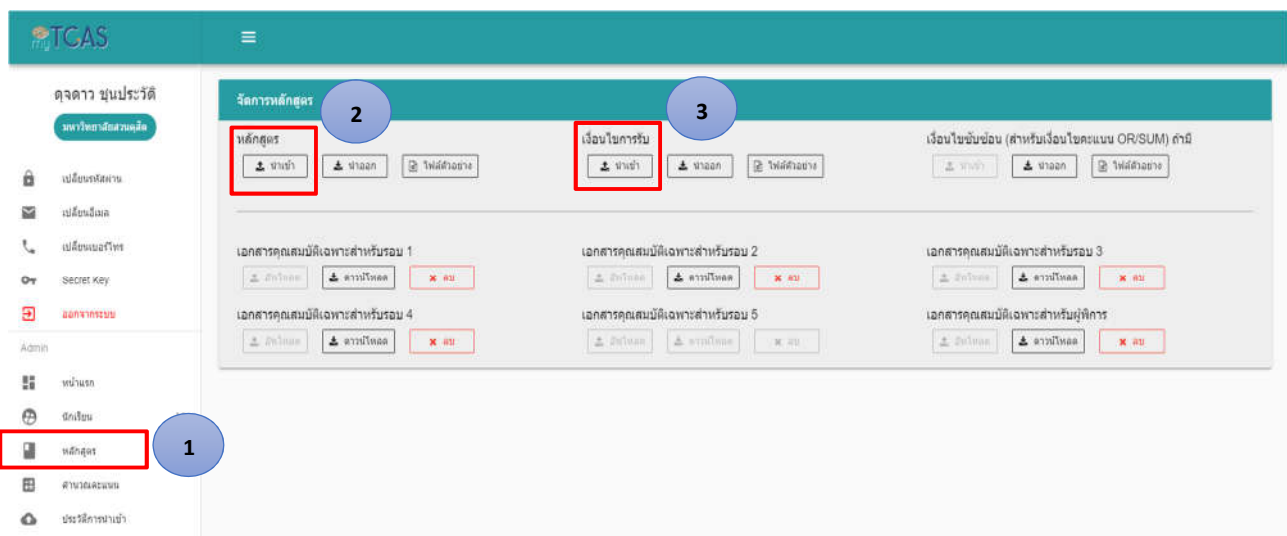 myTCAS
ดุจดาว ชุนประวัติ
มหาวิทยาลัยสวนดุสิต
เปลี่ยนรหัสผ่าน
เปลี่ยนอีเมล
เปลี่ยนเบอร์โทร
Secret Key
ออกจากระบบ
Admin
หน้าแรก
นักเรียน
หลักสูตร
1
คำนวณคะแนน
ประวัติการนำเข้า
จัดการหลักสูตร
2
3
หลักสูตร
นำเข้า นำออก ไฟล์ตัวอย่าง
เงื่อนไขการรับ
นำเข้า นำออก ไฟล์ตัวอย่าง
เงื่อนไขซับซ้อน (สำหรับเงื่อนไขคะแนน OR/SUM) ถ้ามี
นำเข้า นำออก ไฟล์ตัวอย่าง
เอกสารคุณสมบัติเฉพาะสำหรับรอบ 1
อัปโหลด ดาวน์โหลด ลบ
เอกสารคุณสมบัติเฉพาะสำหรับรอบ 2
อัปโหลด ดาวน์โหลด ลบ
เอกสารคุณสมบัติเฉพาะสำหรับรอบ 3
อัปโหลด ดาวน์โหลด ลบ
เอกสารคุณสมบัติเฉพาะสำหรับรอบ 4
อัปโหลด ดาวน์โหลด ลบ
เอกสารคุณสมบัติเฉพาะสำหรับรอบ 5
อัปโหลด ดาวน์โหลด ลบ
เอกสารคุณสมบัติเฉพาะสำหรับผู้พิการ
อัปโหลด ดาวน์โหลด ลบ